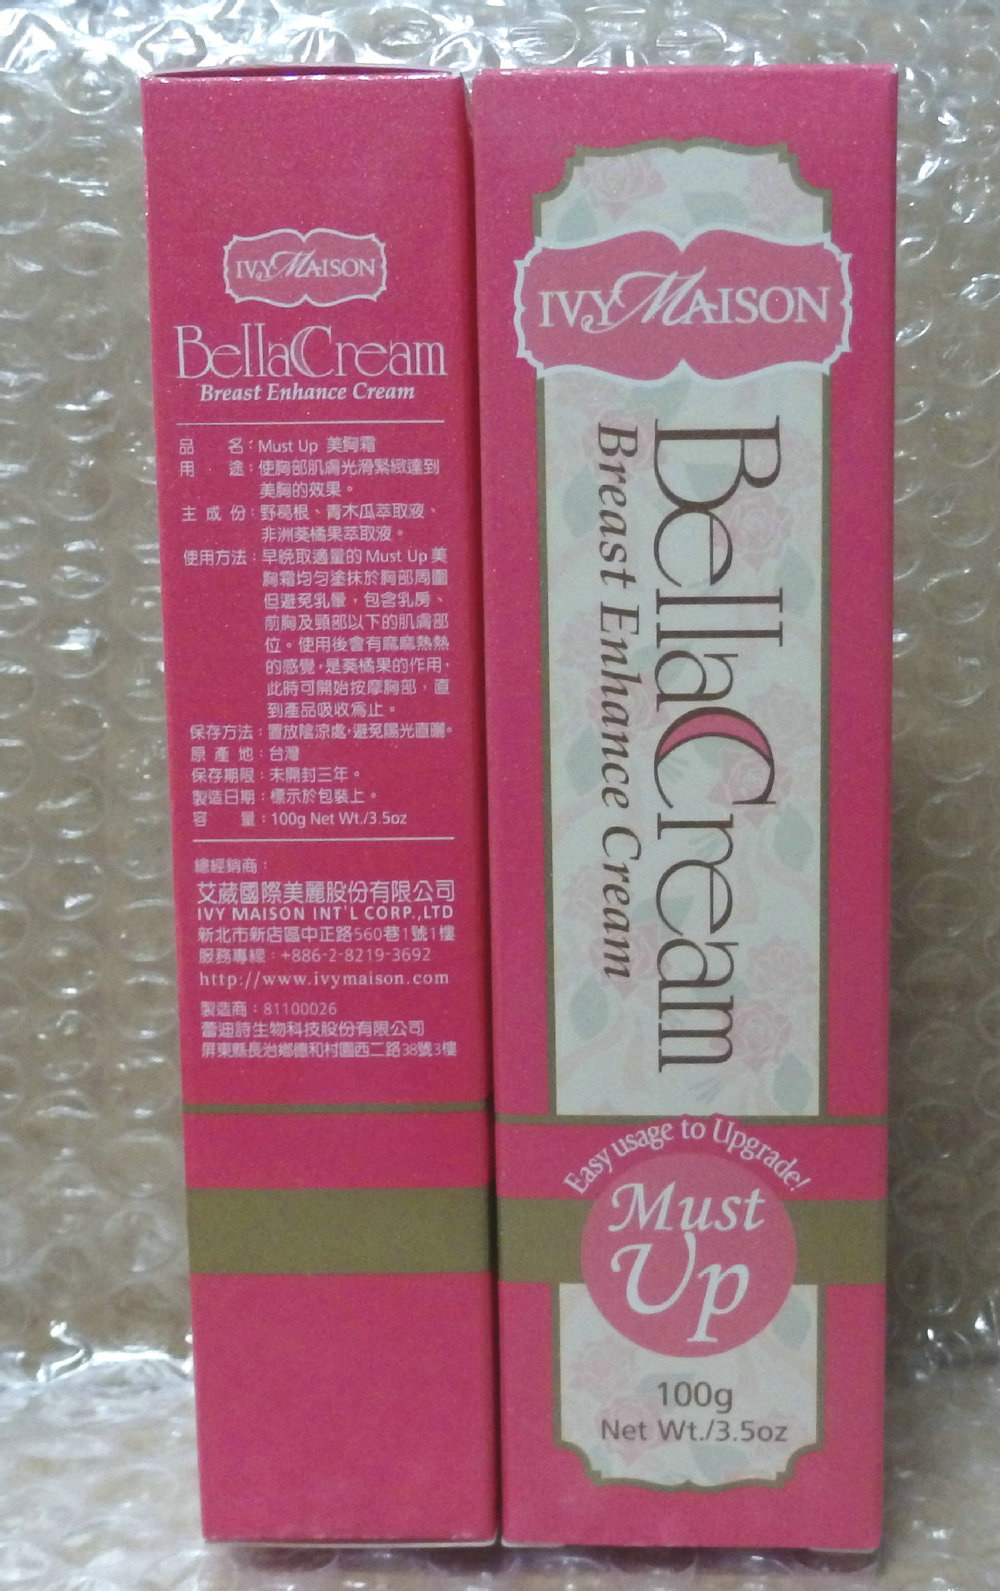 IVY MAISON
BellaCream
Breast Enhance Cream
品　　名：Must Up 美胸霜
用　　途：使胸部肌膚光滑緊緻達到
美胸的效果。
主 成 份：野葛根、青木瓜萃取液、
非洲葵橘果萃取液。
使用方法：早晚取適量的 Must Up 美
胸霜均勻塗抹於胸部周圍
但避免乳暈，包含乳房、
前胸及頸部以下的肌膚部
位。使用後會有麻麻熱熱
的感覺，是葵橘果的作用，
此時可開始按摩胸部，直
到產品吸收為止。
保存方法：置放陰涼處，避免陽光直曬。
原 產 地：台灣
保存期限：未開封三年。
製造日期：標示於包裝上。
容　　量：100g Net Wt./3.5oz
總經銷商：
艾葳國際美麗股份有限公司
IVY MAISON INT'L CORP.,LTD
新北市新店區中正路560巷1號1樓
服務專線：+886-2-8219-3692
http://www.ivymaison.com
製造商：81100026
蕾迪詩生物科技股份有限公司
屏東縣長治鄉德和村園西二路38號3樓
IVY MAISON
BellaCream
Breast Enhance Cream
Easy usage to Upgrade!
Must
Up
100g
Net Wt./3.5oz